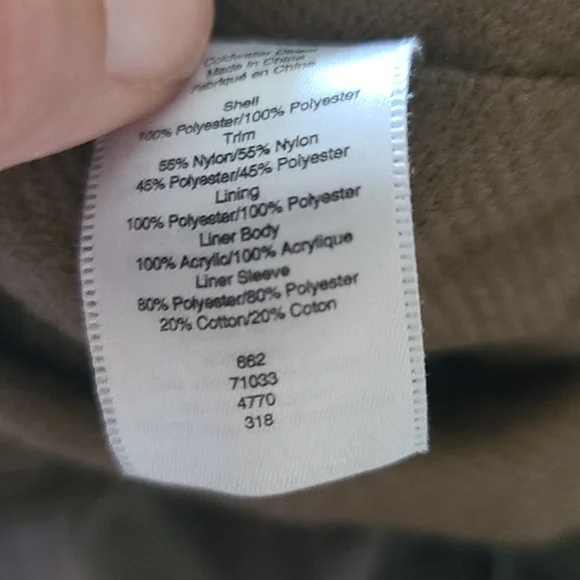 Coldwater Creek
Made in China
Fabriqué en Chine
Shell
100% Polyester/100% Polyester
Trim
55% Nylon/55% Nylon
45% Polyester/45% Polyester
Lining
100% Polyester/100% Polyester
Liner Body
100% Acrylic/100% Acrylique
Liner Sleeve
80% Polyester/80% Polyester
20% Cotton/20% Coton
862
71033
4770
318